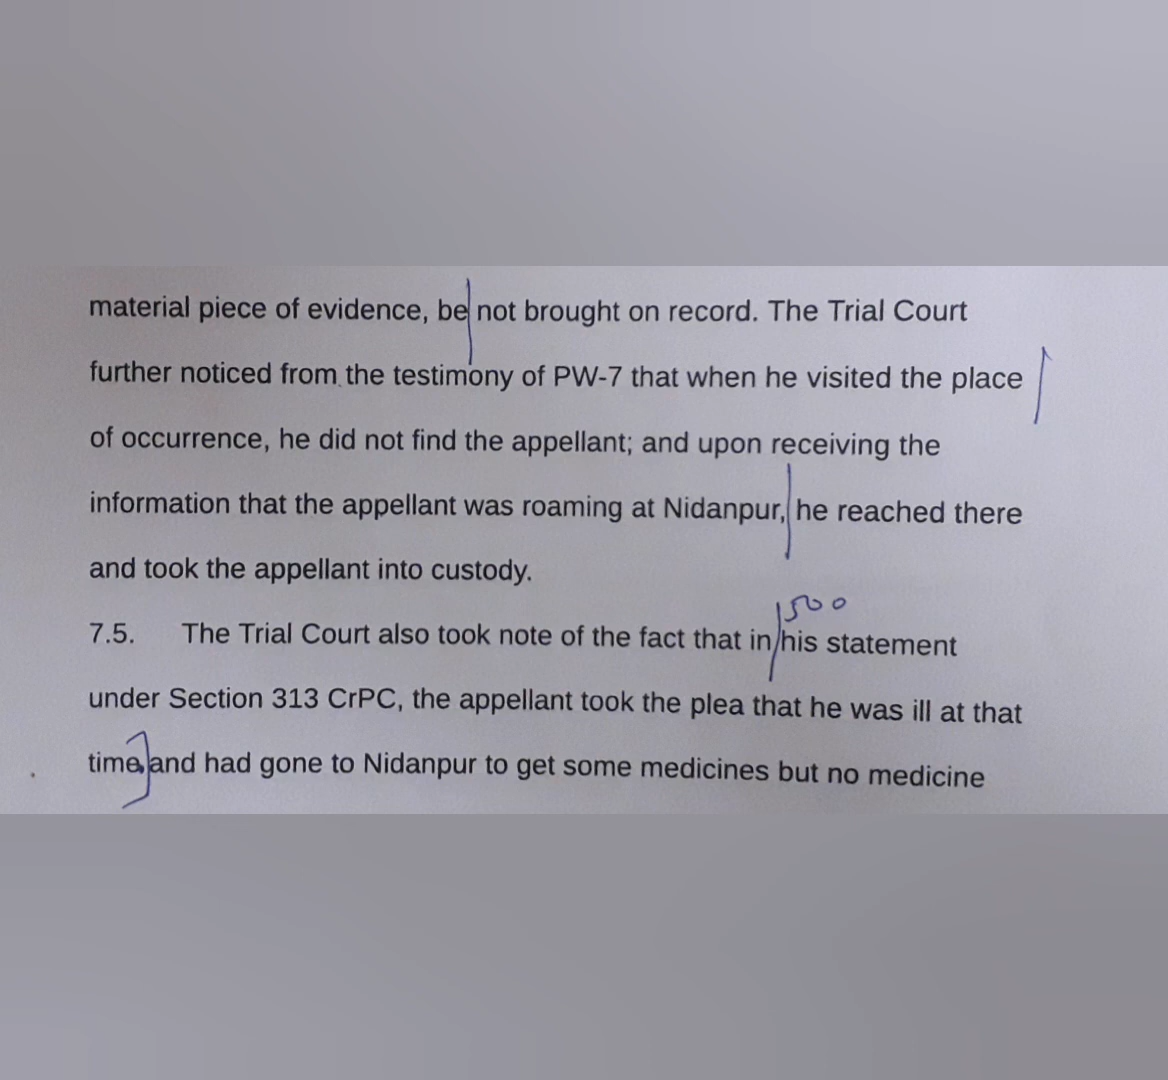 material piece of evidence, be not brought on record. The Trial Court
further noticed from the testimony of PW-7 that when he visited the place
of occurrence, he did not find the appellant; and upon receiving the
information that the appellant was roaming at Nidanpur, he reached there
and took the appellant into custody.
1500
7.5. The Trial Court also took note of the fact that in his statement
under Section 313 CrPC, the appellant took the plea that he was ill at that
time and had gone to Nidanpur to get some medicines but no medicine